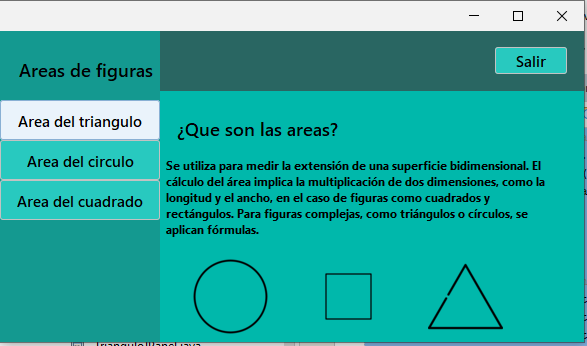 Areas de figuras
Salir
Area del triangulo
Area del circulo
Area del cuadrado
¿Que son las areas?
Se utiliza para medir la extensión de una superficie bidimensional. El
cálculo del área implica la multiplicación de dos dimensiones, como la
longitud y el ancho, en el caso de figuras como cuadrados y
rectángulos. Para figuras complejas, como triángulos o círculos, se
aplican fórmulas.